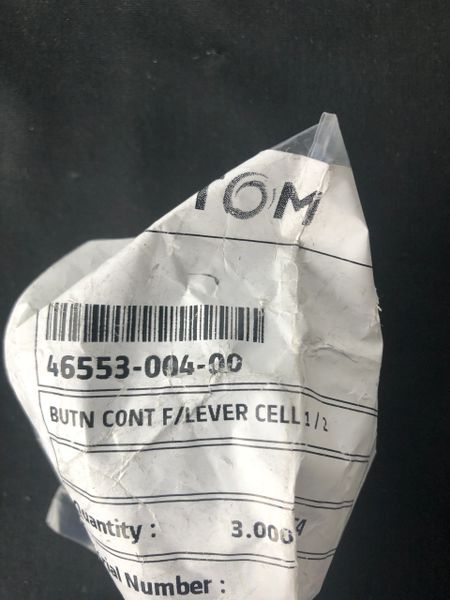 TOM
46553-004-00
BUTN CONT F/LEVER CELL 1/2
Quantity : 3.000
Number :